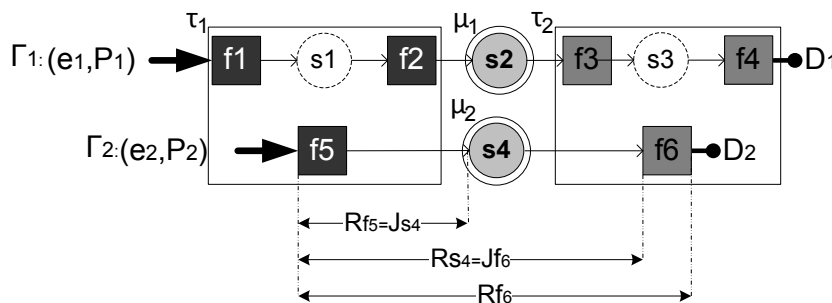 τ1 μ1 τ2
Γ1:(e1,P1) f1 s1 f2 s2 f3 s3 f4 D1
μ2
Γ2:(e2,P2) f5 s4 f6 D2
Rf5=Js4
Rs4=Jf6
Rf6